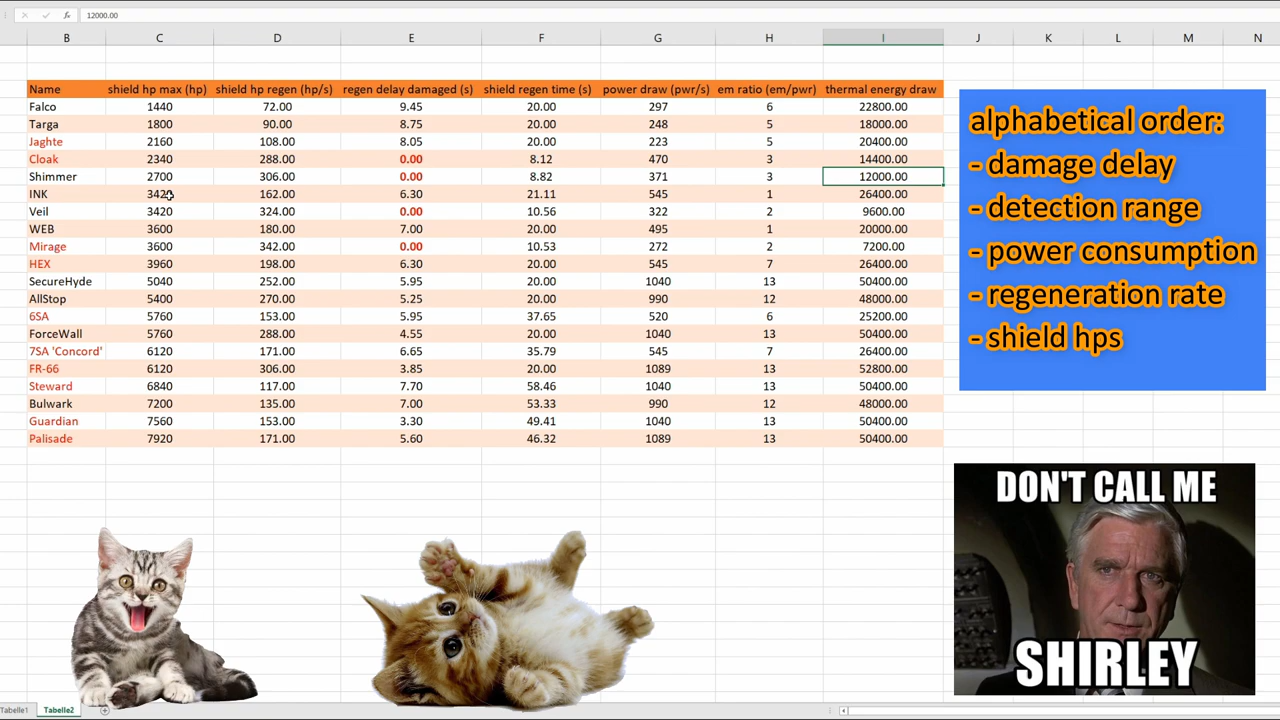 12000.00
B C D E F G H I J K L M N
Name shield hp max (hp) shield hp regen (hp/s) regen delay damaged (s) shield regen time (s) power draw (pwr/s) em ratio (em/pwr) thermal energy draw
Falco 1440 72.00 9.45 20.00 297 6 22800.00
Targa 1800 90.00 8.75 20.00 248 5 18000.00
Jaghte 2160 108.00 8.05 20.00 223 5 20400.00
Cloak 2340 288.00 0.00 8.12 470 3 14400.00
Shimmer 2700 306.00 0.00 8.82 371 3 12000.00
INK 3420 162.00 6.30 21.11 545 1 26400.00
Veil 3420 324.00 0.00 10.56 322 2 9600.00
WEB 3600 180.00 7.00 20.00 495 1 20000.00
Mirage 3600 342.00 0.00 10.53 272 2 7200.00
HEX 3960 198.00 6.30 20.00 545 7 26400.00
SecureHyde 5040 252.00 5.95 20.00 1040 13 50400.00
AllStop 5400 270.00 5.25 20.00 990 12 48000.00
6SA 5760 153.00 5.95 37.65 520 6 25200.00
ForceWall 5760 288.00 4.55 20.00 1040 13 50400.00
7SA 'Concord' 6120 171.00 6.65 35.79 545 7 26400.00
FR-66 6120 306.00 3.85 20.00 1089 13 52800.00
Steward 6840 117.00 7.70 58.46 1040 13 50400.00
Bulwark 7200 135.00 7.00 53.33 990 12 48000.00
Guardian 7560 153.00 3.30 49.41 1040 13 50400.00
Palisade 7920 171.00 5.60 46.32 1089 13 50400.00
alphabetical order:
- damage delay
- detection range
- power consumption
- regeneration rate
- shield hps
DON'T CALL ME
SHIRLEY
Tabelle1 Tabelle2